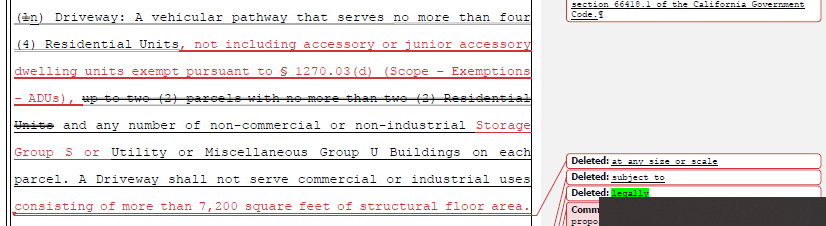 section 66418.1 of the California Government
Code.¶
(ln) Driveway: A vehicular pathway that serves no more than four
(4) Residential Units, not including accessory or junior accessory
dwelling units exempt pursuant to § 1270.03(d) (Scope – Exemptions
– ADUs), up to two (2) parcels with no more than two (2) Residential
Units and any number of non-commercial or non-industrial Storage
Group S or Utility or Miscellaneous Group U Buildings on each
parcel. A Driveway shall not serve commercial or industrial uses
consisting of more than 7,200 square feet of structural floor area.
Deleted: at any size or scale
Deleted: subject to
Deleted: legally
Comm
propo